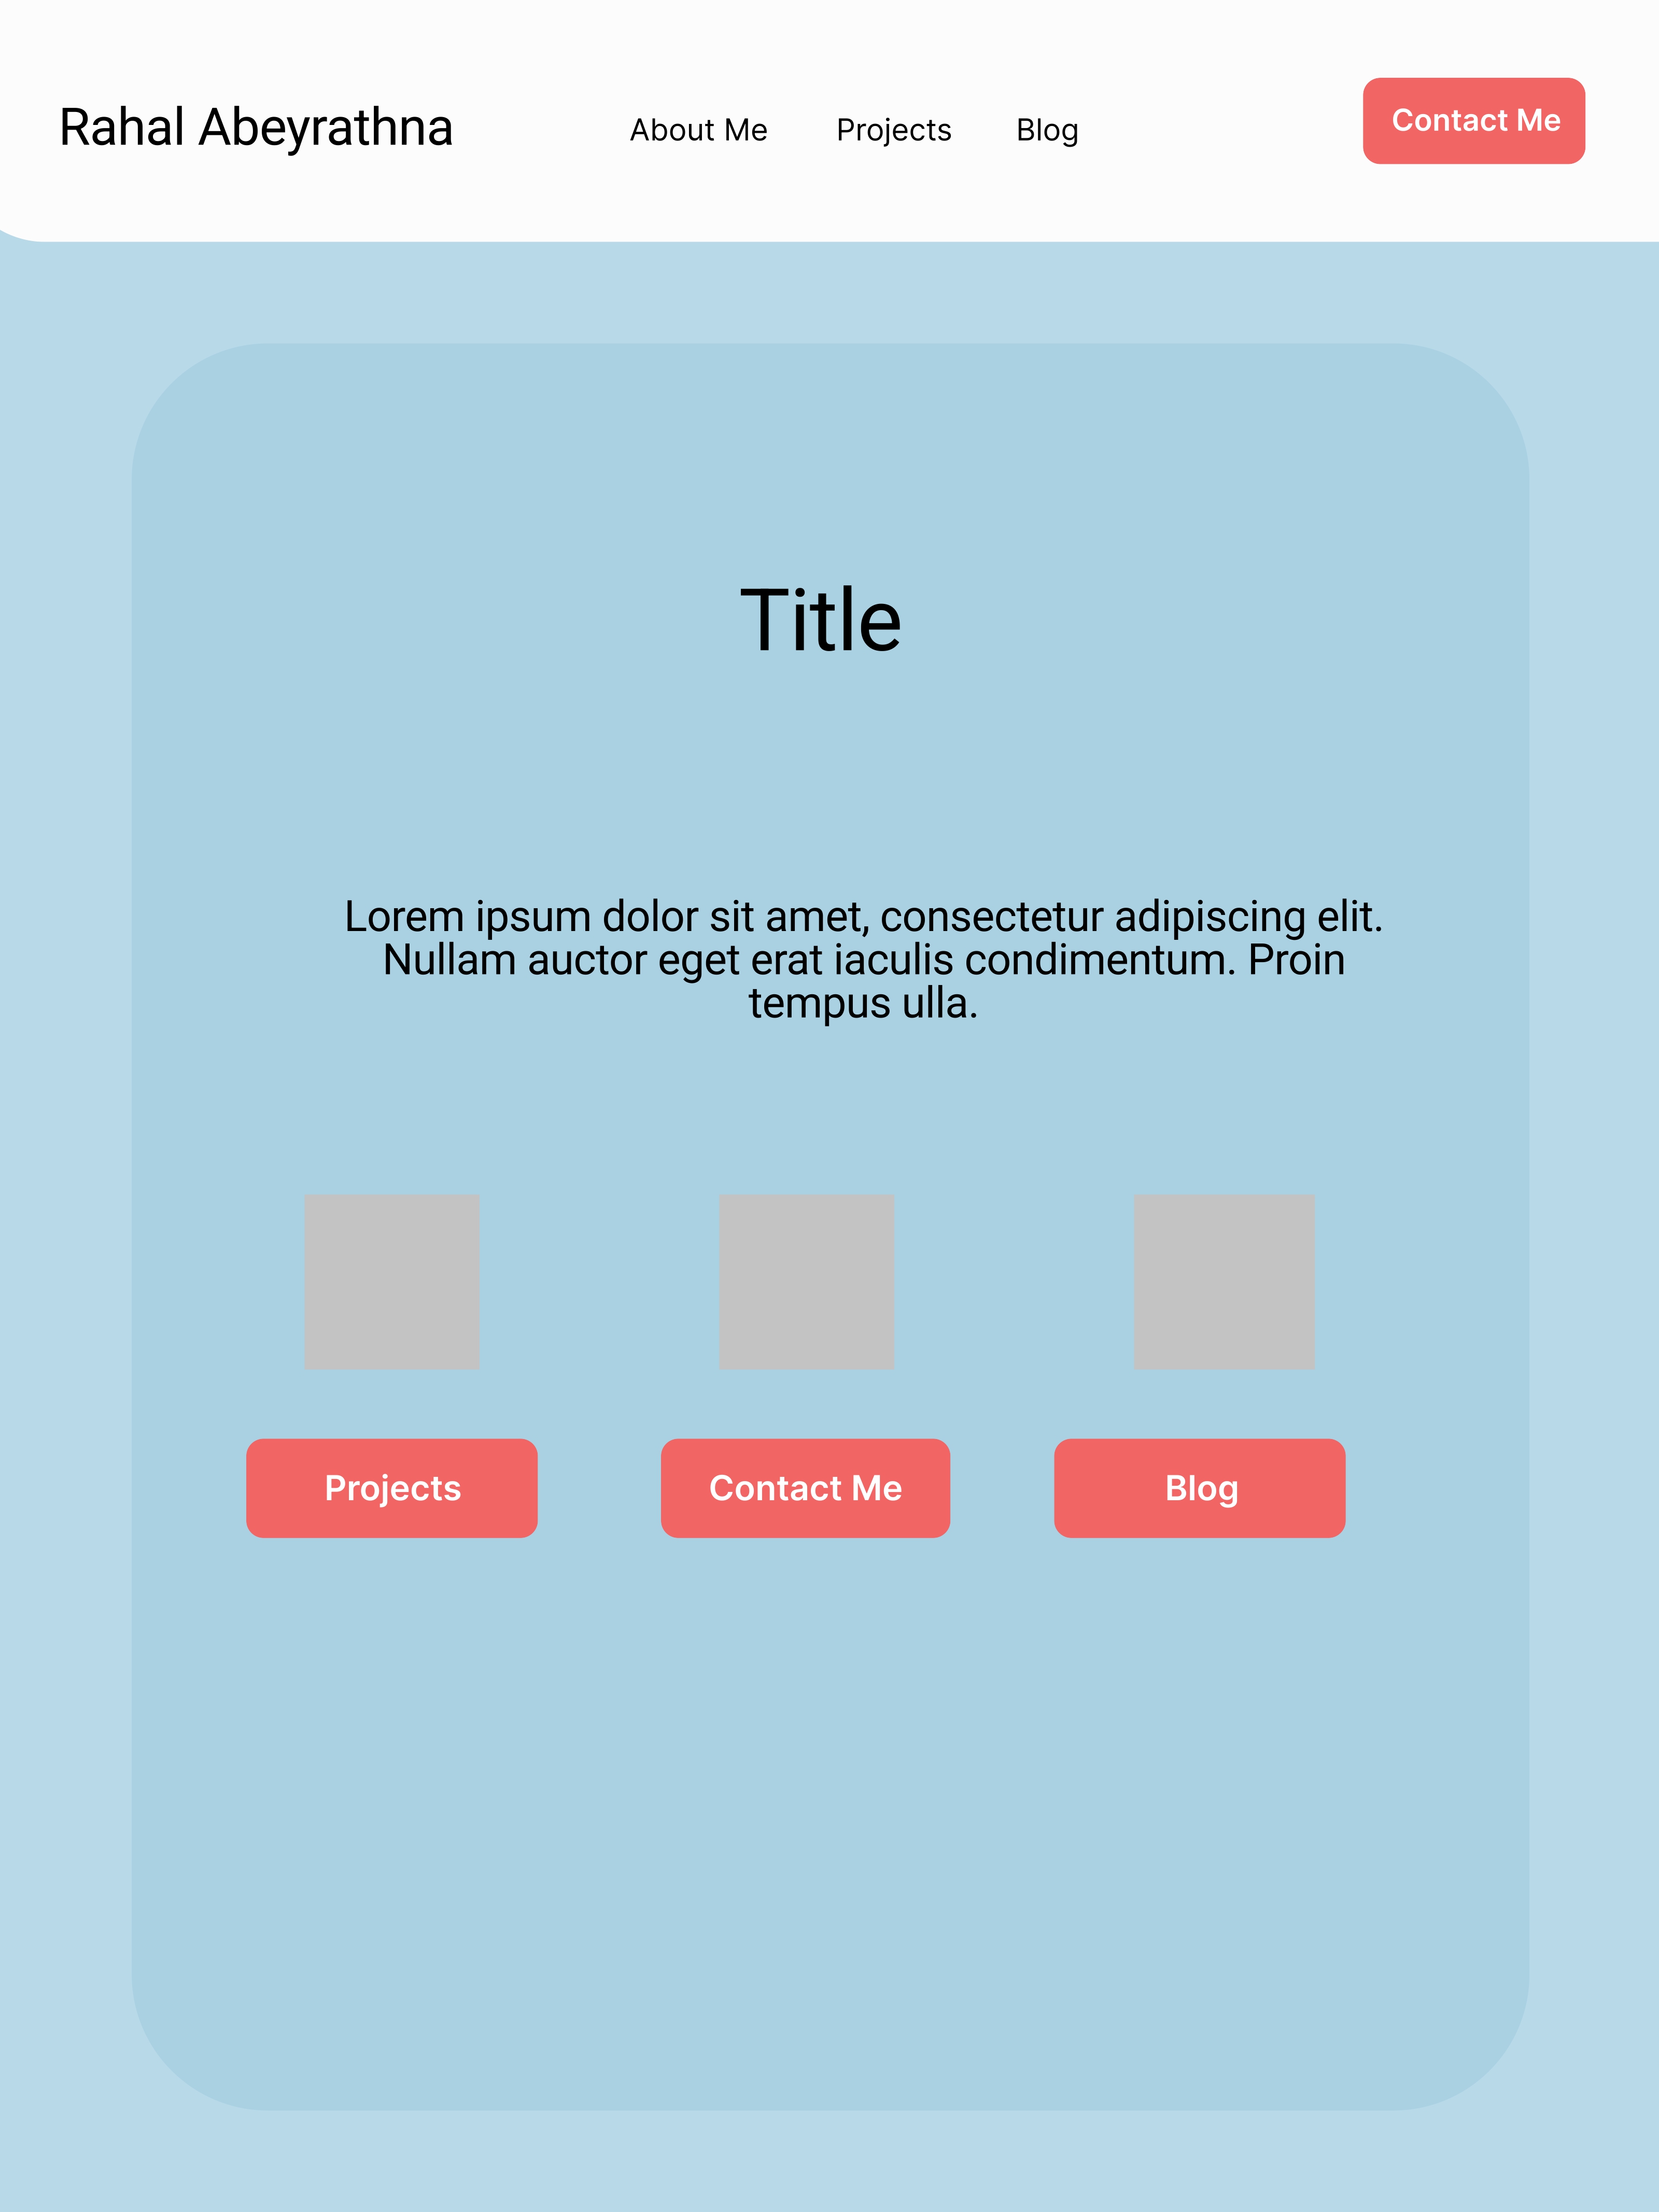 Rahal Abeyrathna
About Me
Projects
Blog
Contact Me
Title
Lorem ipsum dolor sit amet, consectetur adipiscing elit.
Nullam auctor eget erat iaculis condimentum. Proin
tempus ulla.
Projects
Contact Me
Blog